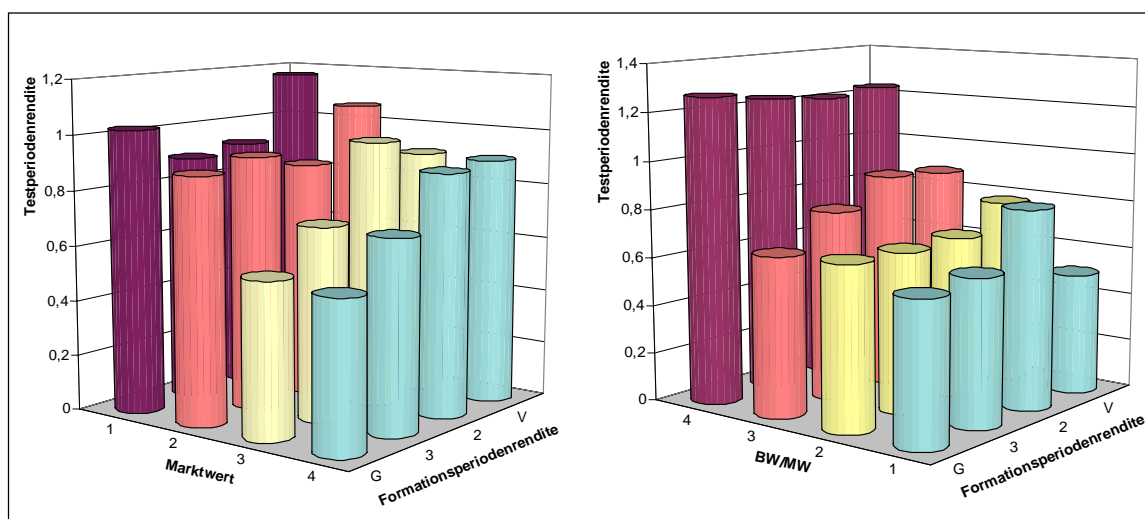 Testperiodenrendite
1,2
1
0,8
0,6
0,4
0,2
0
1
2
3
4
Marktwert
G
3
2
V
Formationsperiodenrendite
Testperiodenrendite
1,4
1,2
1
0,8
0,6
0,4
0,2
0
4
3
2
1
BW/MW
G
3
2
V
Formationsperiodenrendite